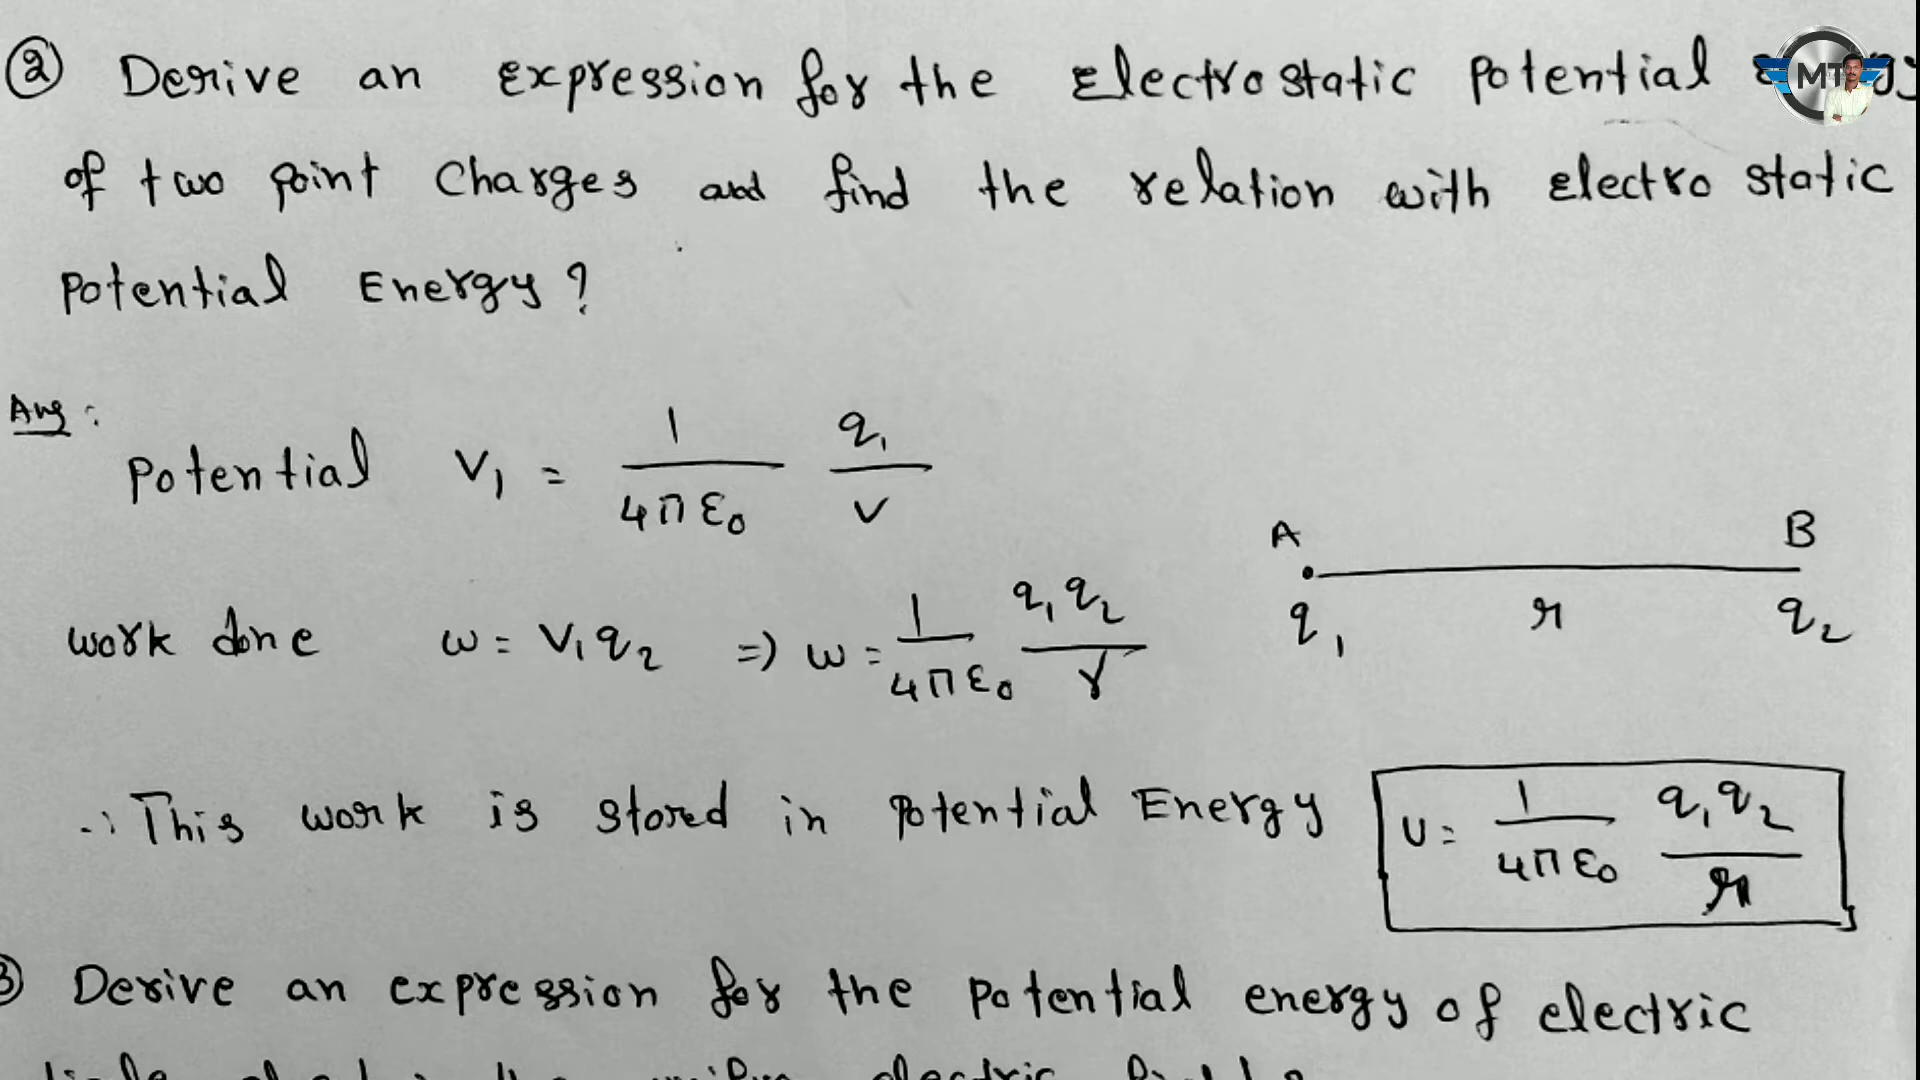 ② Derive an Expression for the Electrostatic Potential
of two point Charges and find the relation with Electro static
Potential Energy?
Ans:
Potential V₁ = 1/4πε₀ q₁/r
A B
work done w = V₁q₂ ⇒ w = 1/4πε₀ q₁q₂/r
q₁ r q₂
∴ This work is stored in Potential Energy U = 1/4πε₀ q₁q₂/r
③ Derive an expression for the potential energy of electric
electric
MT